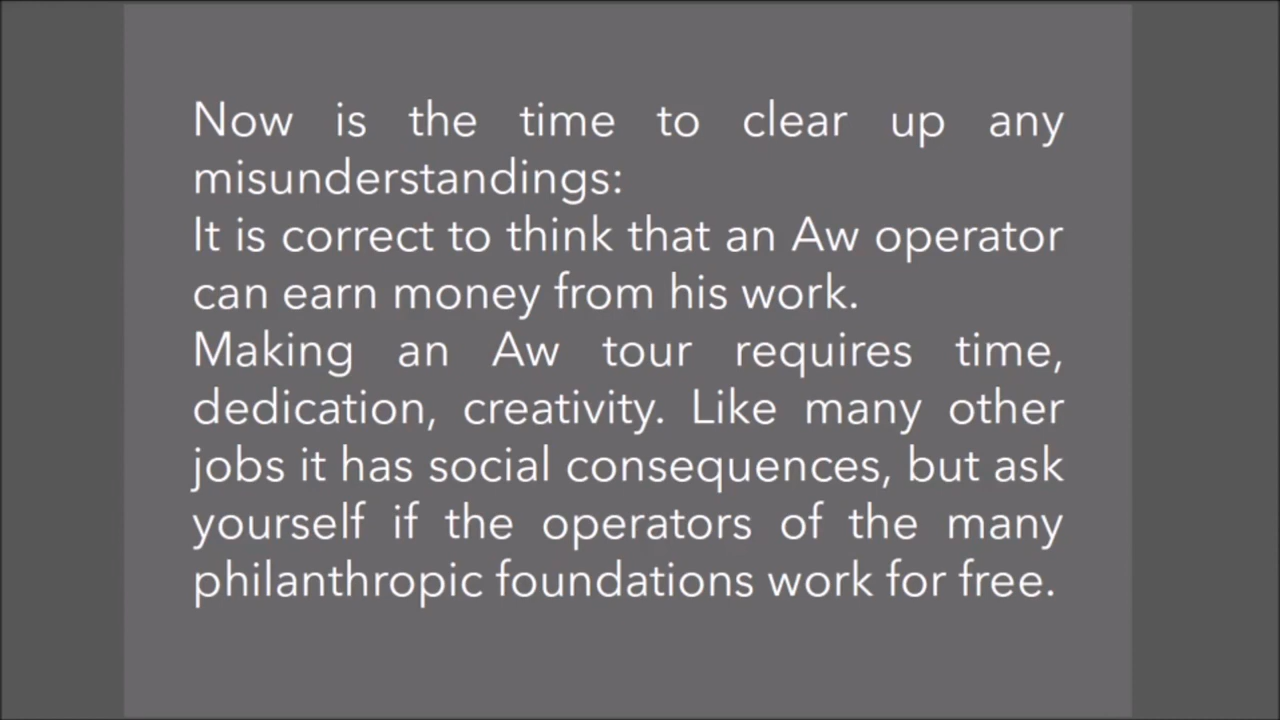 Now is the time to clear up any
misunderstandings:
It is correct to think that an Aw operator
can earn money from his work.
Making an Aw tour requires time,
dedication, creativity. Like many other
jobs it has social consequences, but ask
yourself if the operators of the many
philanthropic foundations work for free.